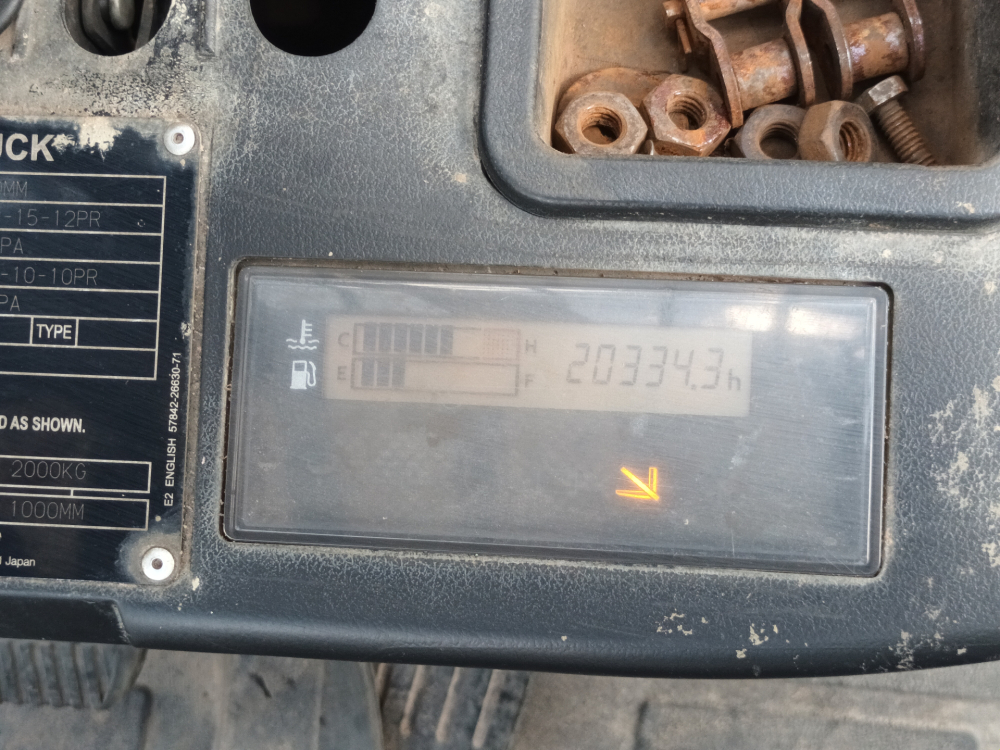 UCK
0MM
-15-12PR
PA
-10-10PR
PA
TYPE
D AS SHOWN.
2000KG
1000MM
Japan
E2 ENGLISH 57842-26630-71
C H
E F
20334.3h